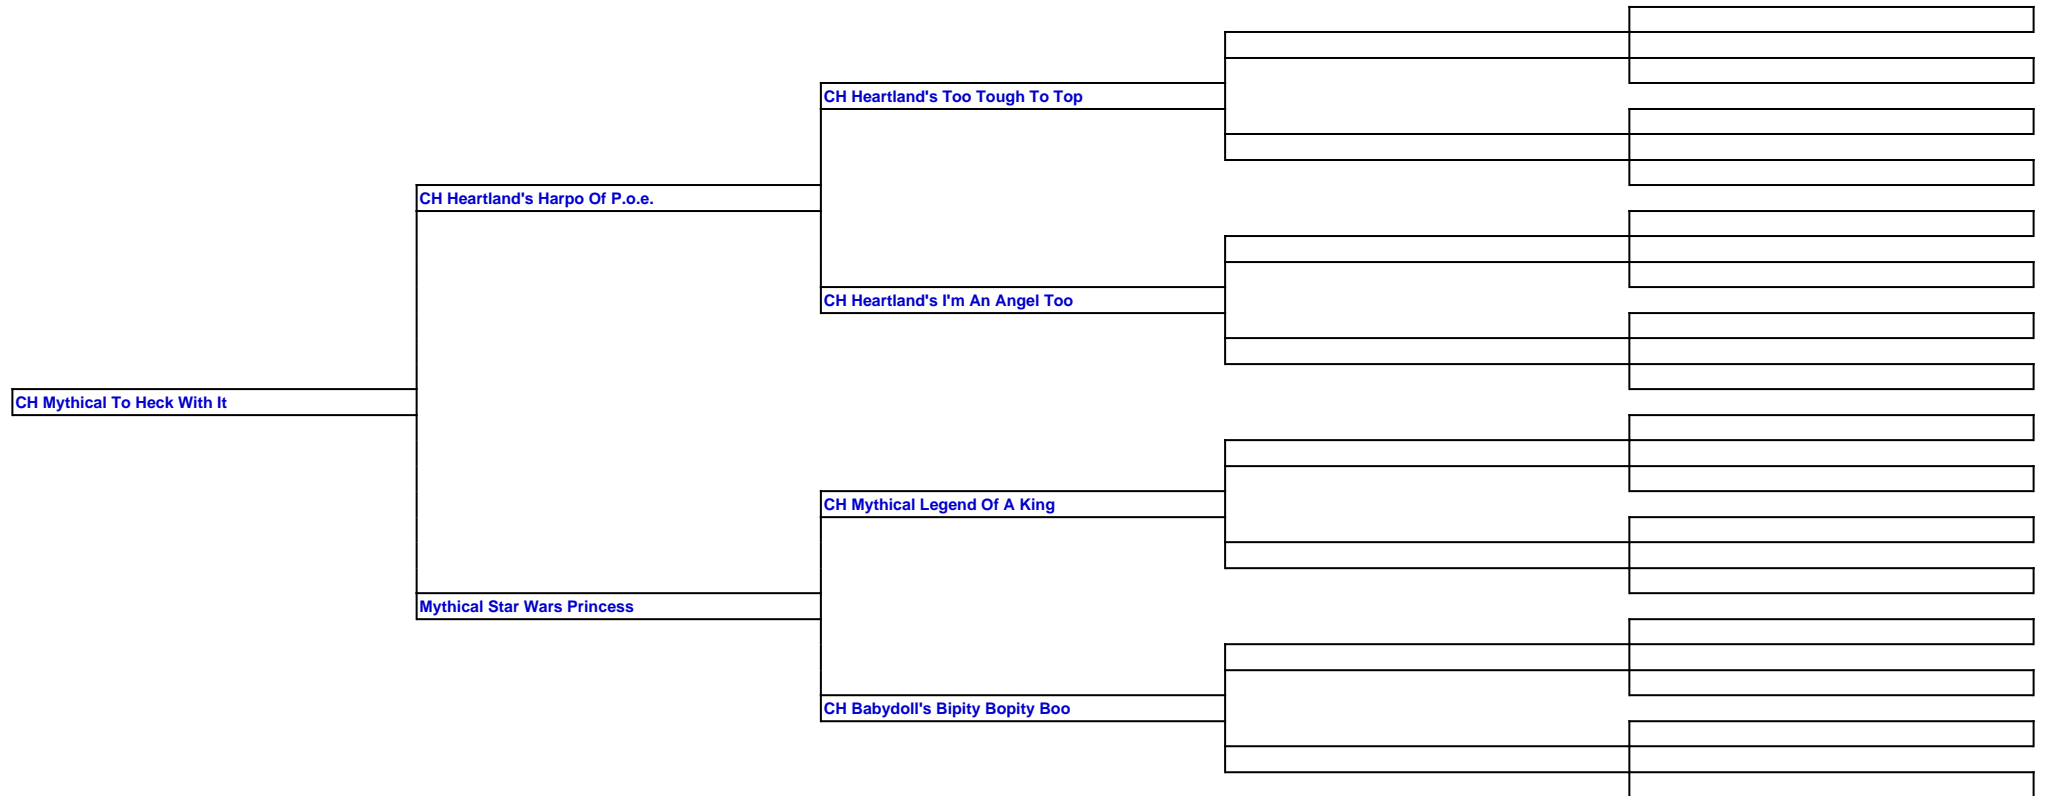 CH Heartland's Too Tough To Top
CH Heartland's Harpo Of P.o.e.
CH Heartland's I'm An Angel Too
CH Mythical To Heck With It
CH Mythical Legend Of A King
Mythical Star Wars Princess
CH Babydoll's Bipity Bopity Boo